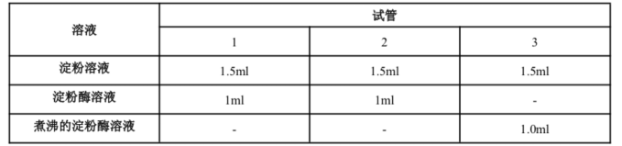 溶液 试管
1 2 3
淀粉溶液 1.5ml 1.5ml 1.5ml
淀粉酶溶液 1ml 1ml -
煮沸的淀粉酶溶液 - - 1.0ml